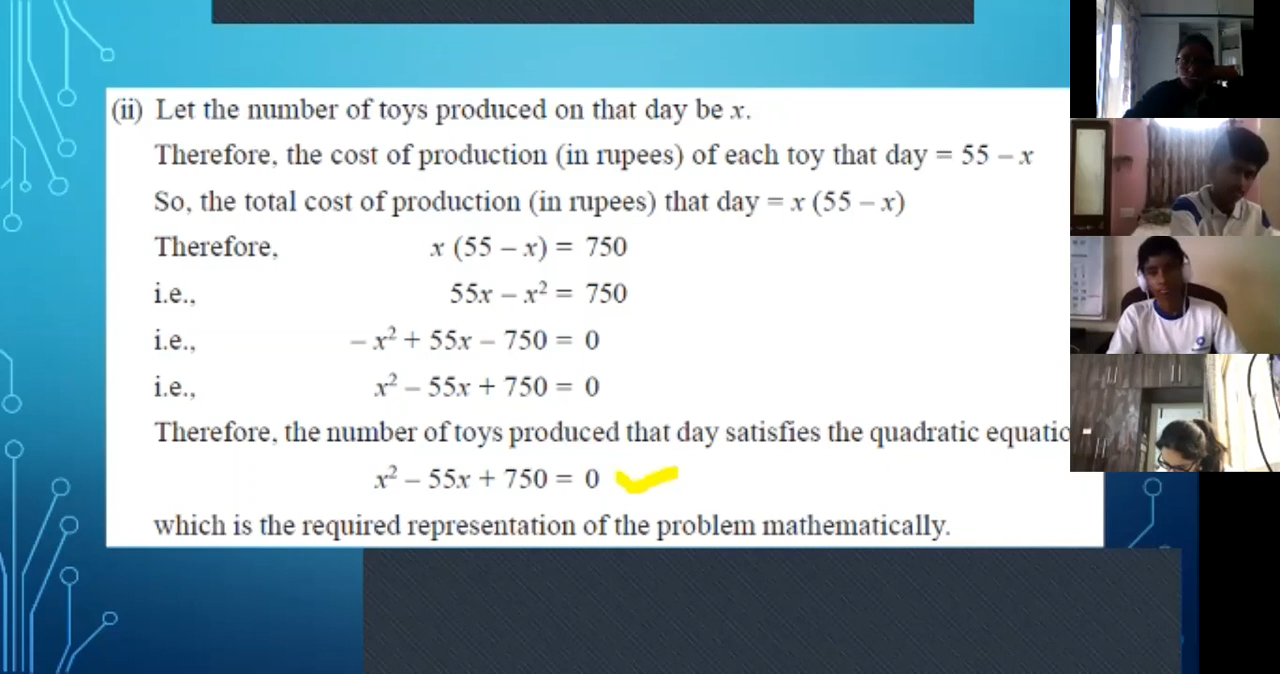 (ii) Let the number of toys produced on that day be x.
Therefore, the cost of production (in rupees) of each toy that day = 55 – x
So, the total cost of production (in rupees) that day = x (55 – x)
Therefore, x (55 – x) = 750
i.e., 55x – x² = 750
i.e., – x² + 55x – 750 = 0
i.e., x² – 55x + 750 = 0
Therefore, the number of toys produced that day satisfies the quadratic equatio
x² – 55x + 750 = 0
which is the required representation of the problem mathematically.